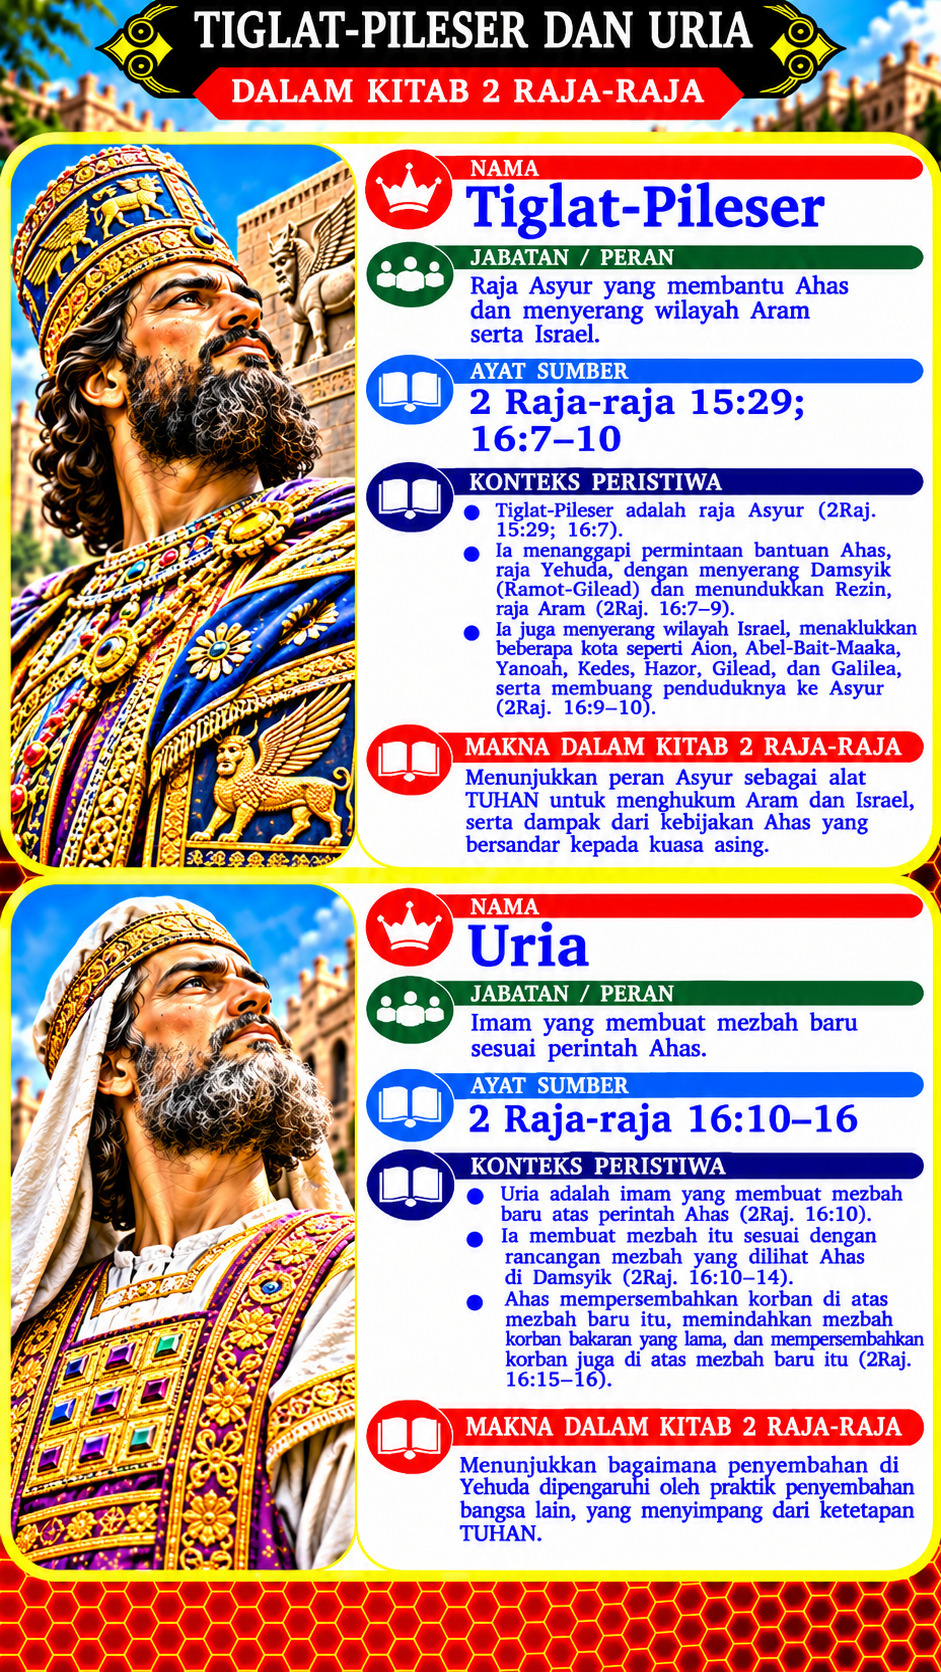 TIGLAT-PILESER DAN URIA
DALAM KITAB 2 RAJA-RAJA
NAMA
Tiglat-Pileser
JABATAN / PERAN
Raja Asyur yang membantu Ahas
dan menyerang wilayah Aram
serta Israel.
AYAT SUMBER
2 Raja-raja 15:29;
16:7–10
KONTEKS PERISTIWA
● Tiglat-Pileser adalah raja Asyur (2Raj.
15:29; 16:7).
● Ia menanggapi permintaan bantuan Ahas,
raja Yehuda, dengan menyerang Damsyik
(Ramot-Gilead) dan menundukkan Rezin,
raja Aram (2Raj. 16:7–9).
● Ia juga menyerang wilayah Israel, menaklukkan
beberapa kota seperti Aion, Abel-Bait-Maaka,
Yanoah, Kedes, Hazor, Gilead, dan Galilea,
serta membuang penduduknya ke Asyur
(2Raj. 16:9–10).
MAKNA DALAM KITAB 2 RAJA-RAJA
Menunjukkan peran Asyur sebagai alat
TUHAN untuk menghukum Aram dan Israel,
serta dampak dari kebijakan Ahas yang
bersandar kepada kuasa asing.
NAMA
Uria
JABATAN / PERAN
Imam yang membuat mezbah baru
sesuai perintah Ahas.
AYAT SUMBER
2 Raja-raja 16:10–16
KONTEKS PERISTIWA
● Uria adalah imam yang membuat mezbah
baru atas perintah Ahas (2Raj. 16:10).
● Ia membuat mezbah itu sesuai dengan
rancangan mezbah yang dilihat Ahas
di Damsyik (2Raj. 16:10–14).
● Ahas mempersembahkan korban di atas
mezbah baru itu, memindahkan mezbah
korban bakaran yang lama, dan mempersembahkan
korban juga di atas mezbah baru itu (2Raj.
16:15–16).
MAKNA DALAM KITAB 2 RAJA-RAJA
Menunjukkan bagaimana penyembahan di
Yehuda dipengaruhi oleh praktik penyembahan
bangsa lain, yang menyimpang dari ketetapan
TUHAN.